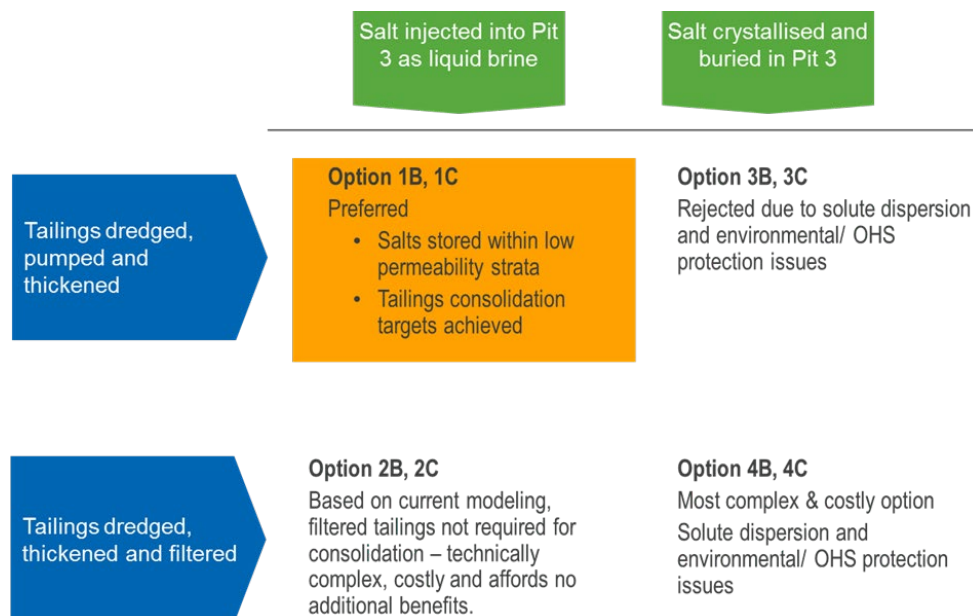 Salt injected into Pit
3 as liquid brine
Salt crystallised and
buried in Pit 3
Tailings dredged,
pumped and
thickened
Option 1B, 1C
Preferred
• Salts stored within low
permeability strata
• Tailings consolidation
targets achieved
Option 3B, 3C
Rejected due to solute dispersion
and environmental/ OHS
protection issues
Tailings dredged,
thickened and filtered
Option 2B, 2C
Based on current modeling,
filtered tailings not required for
consolidation – technically
complex, costly and affords no
additional benefits.
Option 4B, 4C
Most complex & costly option
Solute dispersion and
environmental/ OHS protection
issues